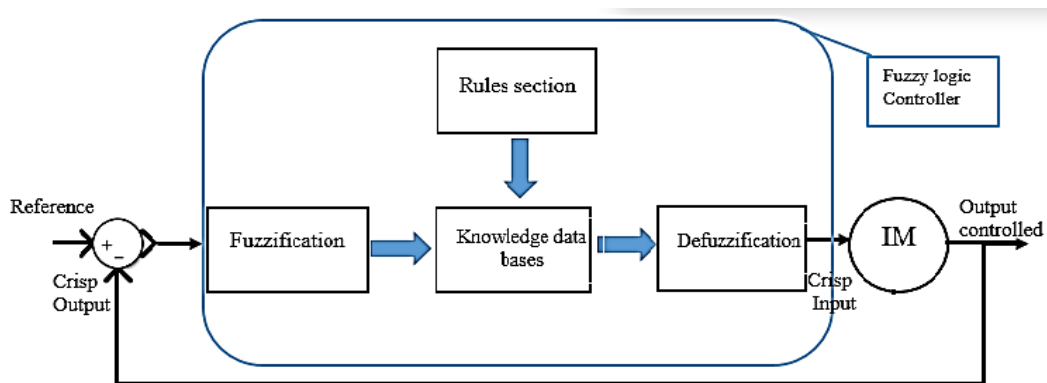 Rules section
Fuzzy logic
Controller
Reference
+
−
Crisp
Output
Fuzzification
Knowledge data
bases
Defuzzification
Crisp
Input
IM
Output
controlled